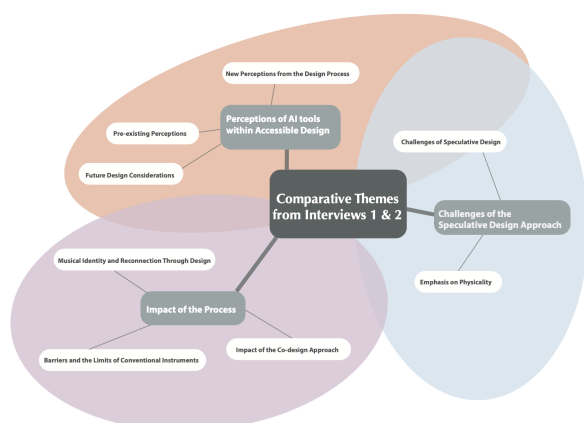 New Perceptions from the Design Process
Perceptions of AI tools
within Accessible Design
Pre-existing Perceptions
Future Design Considerations
Challenges of Speculative Design
Comparative Themes
from Interviews 1 & 2
Challenges of the
Speculative Design Approach
Emphasis on Physicality
Musical Identity and Reconnection Through Design
Impact of the Process
Impact of the Co-design Approach
Barriers and the Limits of Conventional Instruments